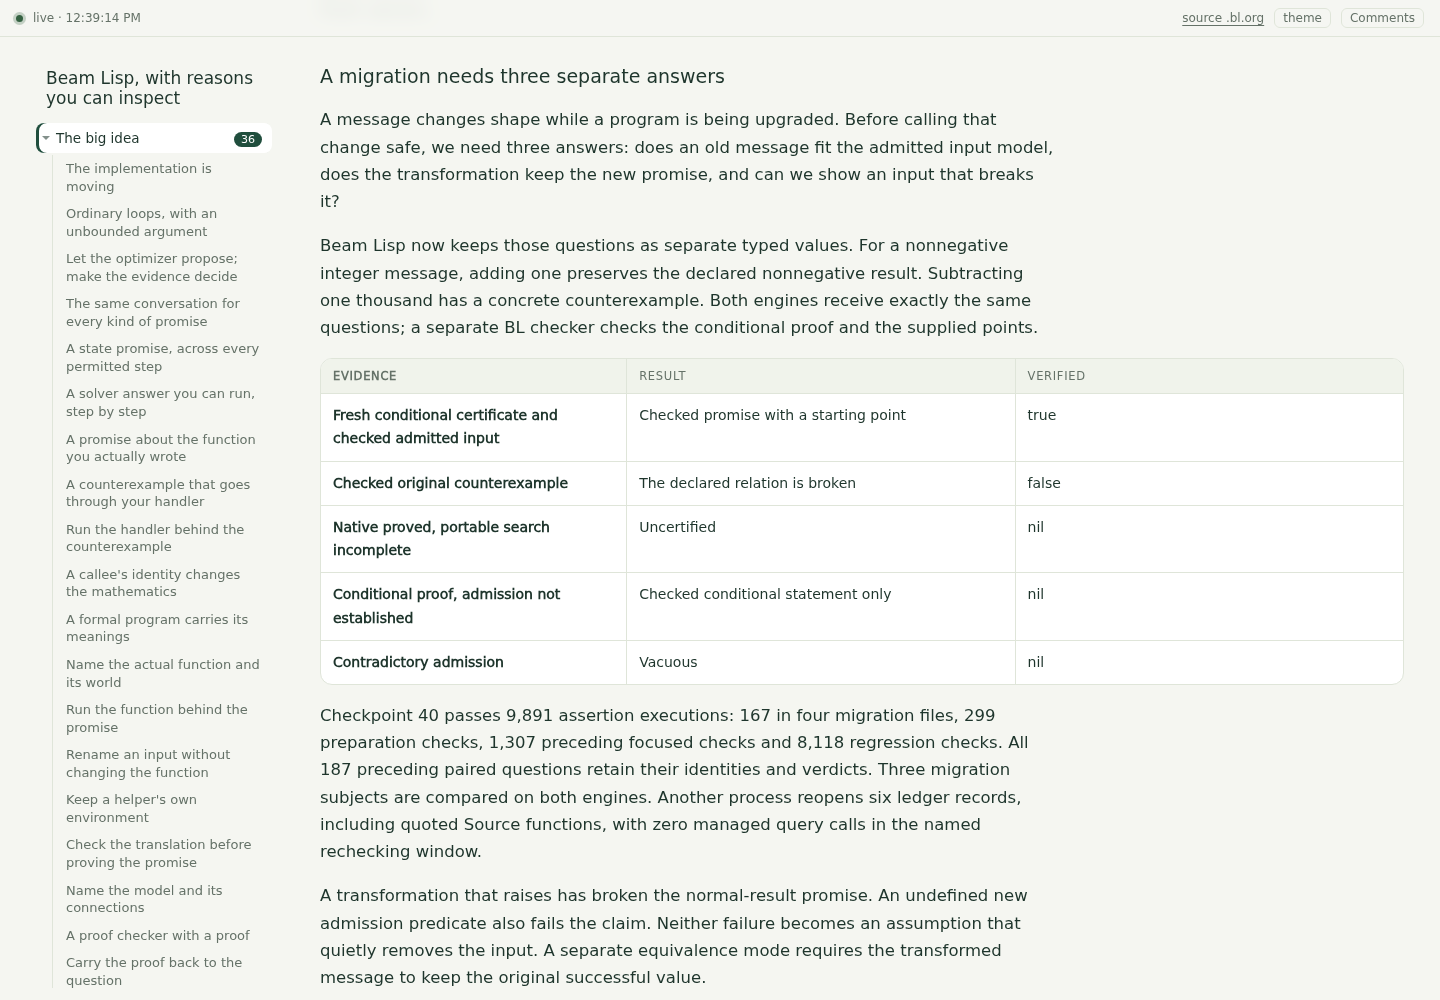 live · 12:39:14 PM
source .bl.org
theme
Comments
Beam Lisp, with reasons
you can inspect
The big idea
36
The implementation is
moving
Ordinary loops, with an
unbounded argument
Let the optimizer propose;
make the evidence decide
The same conversation for
every kind of promise
A state promise, across every
permitted step
A solver answer you can run,
step by step
A promise about the function
you actually wrote
A counterexample that goes
through your handler
Run the handler behind the
counterexample
A callee's identity changes
the mathematics
A formal program carries its
meanings
Name the actual function and
its world
Run the function behind the
promise
Rename an input without
changing the function
Keep a helper's own
environment
Check the translation before
proving the promise
Name the model and its
connections
A proof checker with a proof
Carry the proof back to the
question
A migration needs three separate answers
A message changes shape while a program is being upgraded. Before calling that
change safe, we need three answers: does an old message fit the admitted input model,
does the transformation keep the new promise, and can we show an input that breaks
it?
Beam Lisp now keeps those questions as separate typed values. For a nonnegative
integer message, adding one preserves the declared nonnegative result. Subtracting
one thousand has a concrete counterexample. Both engines receive exactly the same
questions; a separate BL checker checks the conditional proof and the supplied points.
EVIDENCE RESULT VERIFIED
Fresh conditional certificate and
checked admitted input
Checked promise with a starting point
true
Checked original counterexample
The declared relation is broken
false
Native proved, portable search
incomplete
Uncertified
nil
Conditional proof, admission not
established
Checked conditional statement only
nil
Contradictory admission
Vacuous
nil
Checkpoint 40 passes 9,891 assertion executions: 167 in four migration files, 299
preparation checks, 1,307 preceding focused checks and 8,118 regression checks. All
187 preceding paired questions retain their identities and verdicts. Three migration
subjects are compared on both engines. Another process reopens six ledger records,
including quoted Source functions, with zero managed query calls in the named
rechecking window.
A transformation that raises has broken the normal-result promise. An undefined new
admission predicate also fails the claim. Neither failure becomes an assumption that
quietly removes the input. A separate equivalence mode requires the transformed
message to keep the original successful value.